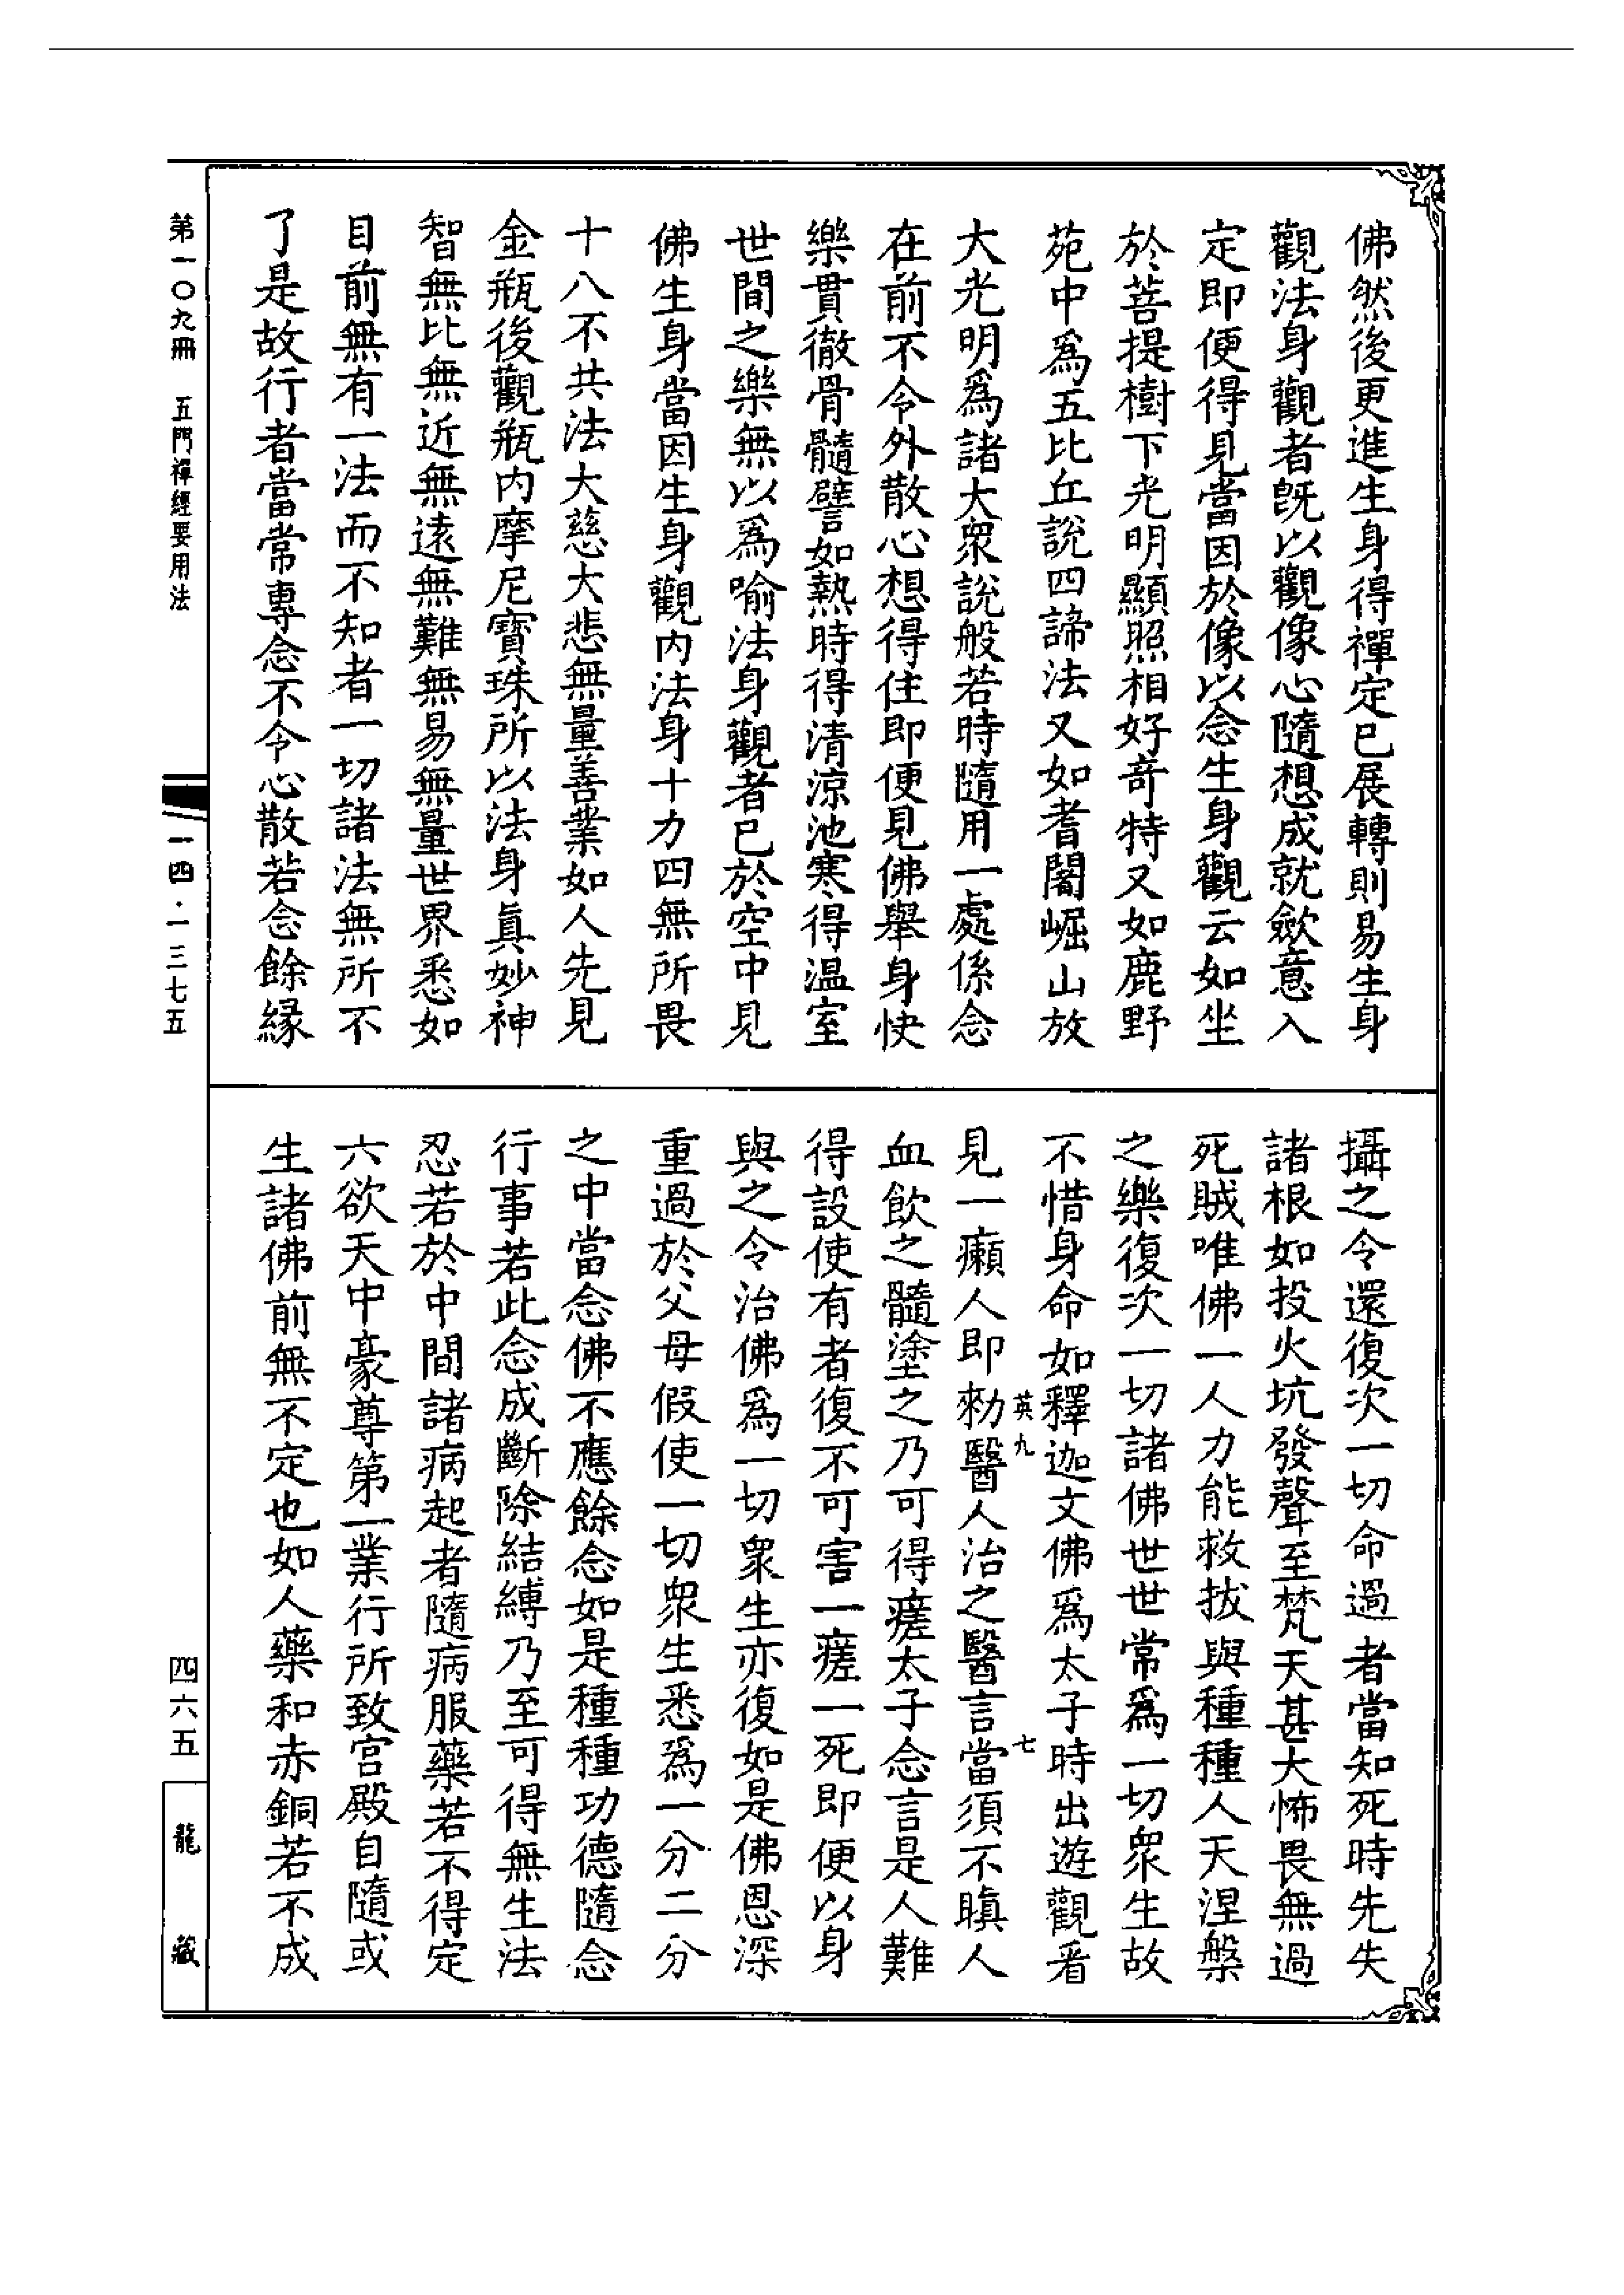 佛然後更進生身得禪定已展轉則易生身
觀法身觀者旣以觀像心隨想成就歛意入
定即便得見當因於像以念生身觀云如坐
於菩提樹下光明顯照相好奇特又如鹿野
苑中爲五比丘說四諦法又如耆闍崛山放
大光明爲諸大衆說般若時隨用一處係念
在前不令外散心想得住即便見佛舉身快
樂貫徹骨髓譬如熱時得清涼池寒得温室
世間之樂無以爲喻法身觀者已於空中見
佛生身當因生身觀内法身十力四無所畏
十八不共法大慈大悲無量善業如人先見
金瓶後觀瓶内摩尼寶珠所以法身眞妙神
智無比無近無遠無難無易無量世界悉如
目前無有一法而不知者一切諸法無所不
了是故行者當常專念不令心散若念餘緣
攝之令還復次一切命過者當知死時先失
諸根如投火坑發聲至梵天甚大怖畏無過
死賊唯佛一人力能救拔與種種人天涅槃
之樂復次一切諸佛世世常爲一切衆生故
不惜身命如釋迦文佛爲太子時出遊觀看
英九 七
見一癩人即勑醫人治之醫言當須不瞋人
血飲之髓塗之乃可得瘥太子念言是人難
得設使有者復不可害一瘥一死即便以身
與之令治佛爲一切衆生亦復如是佛恩深
重過於父母假使一切衆生悉爲一分二分
之中當念佛不應餘念如是種種功德隨念
行事若此念成斷除結縛乃至可得無生法
忍若於中間諸病起者隨病服藥若不得定
六欲天中豪尊第一業行所致宮殿自隨或
生諸佛前無不定也如人藥和赤銅若不成
第一〇九冊 五門禪經要用法
一四·一三七五
四六五
龍藏